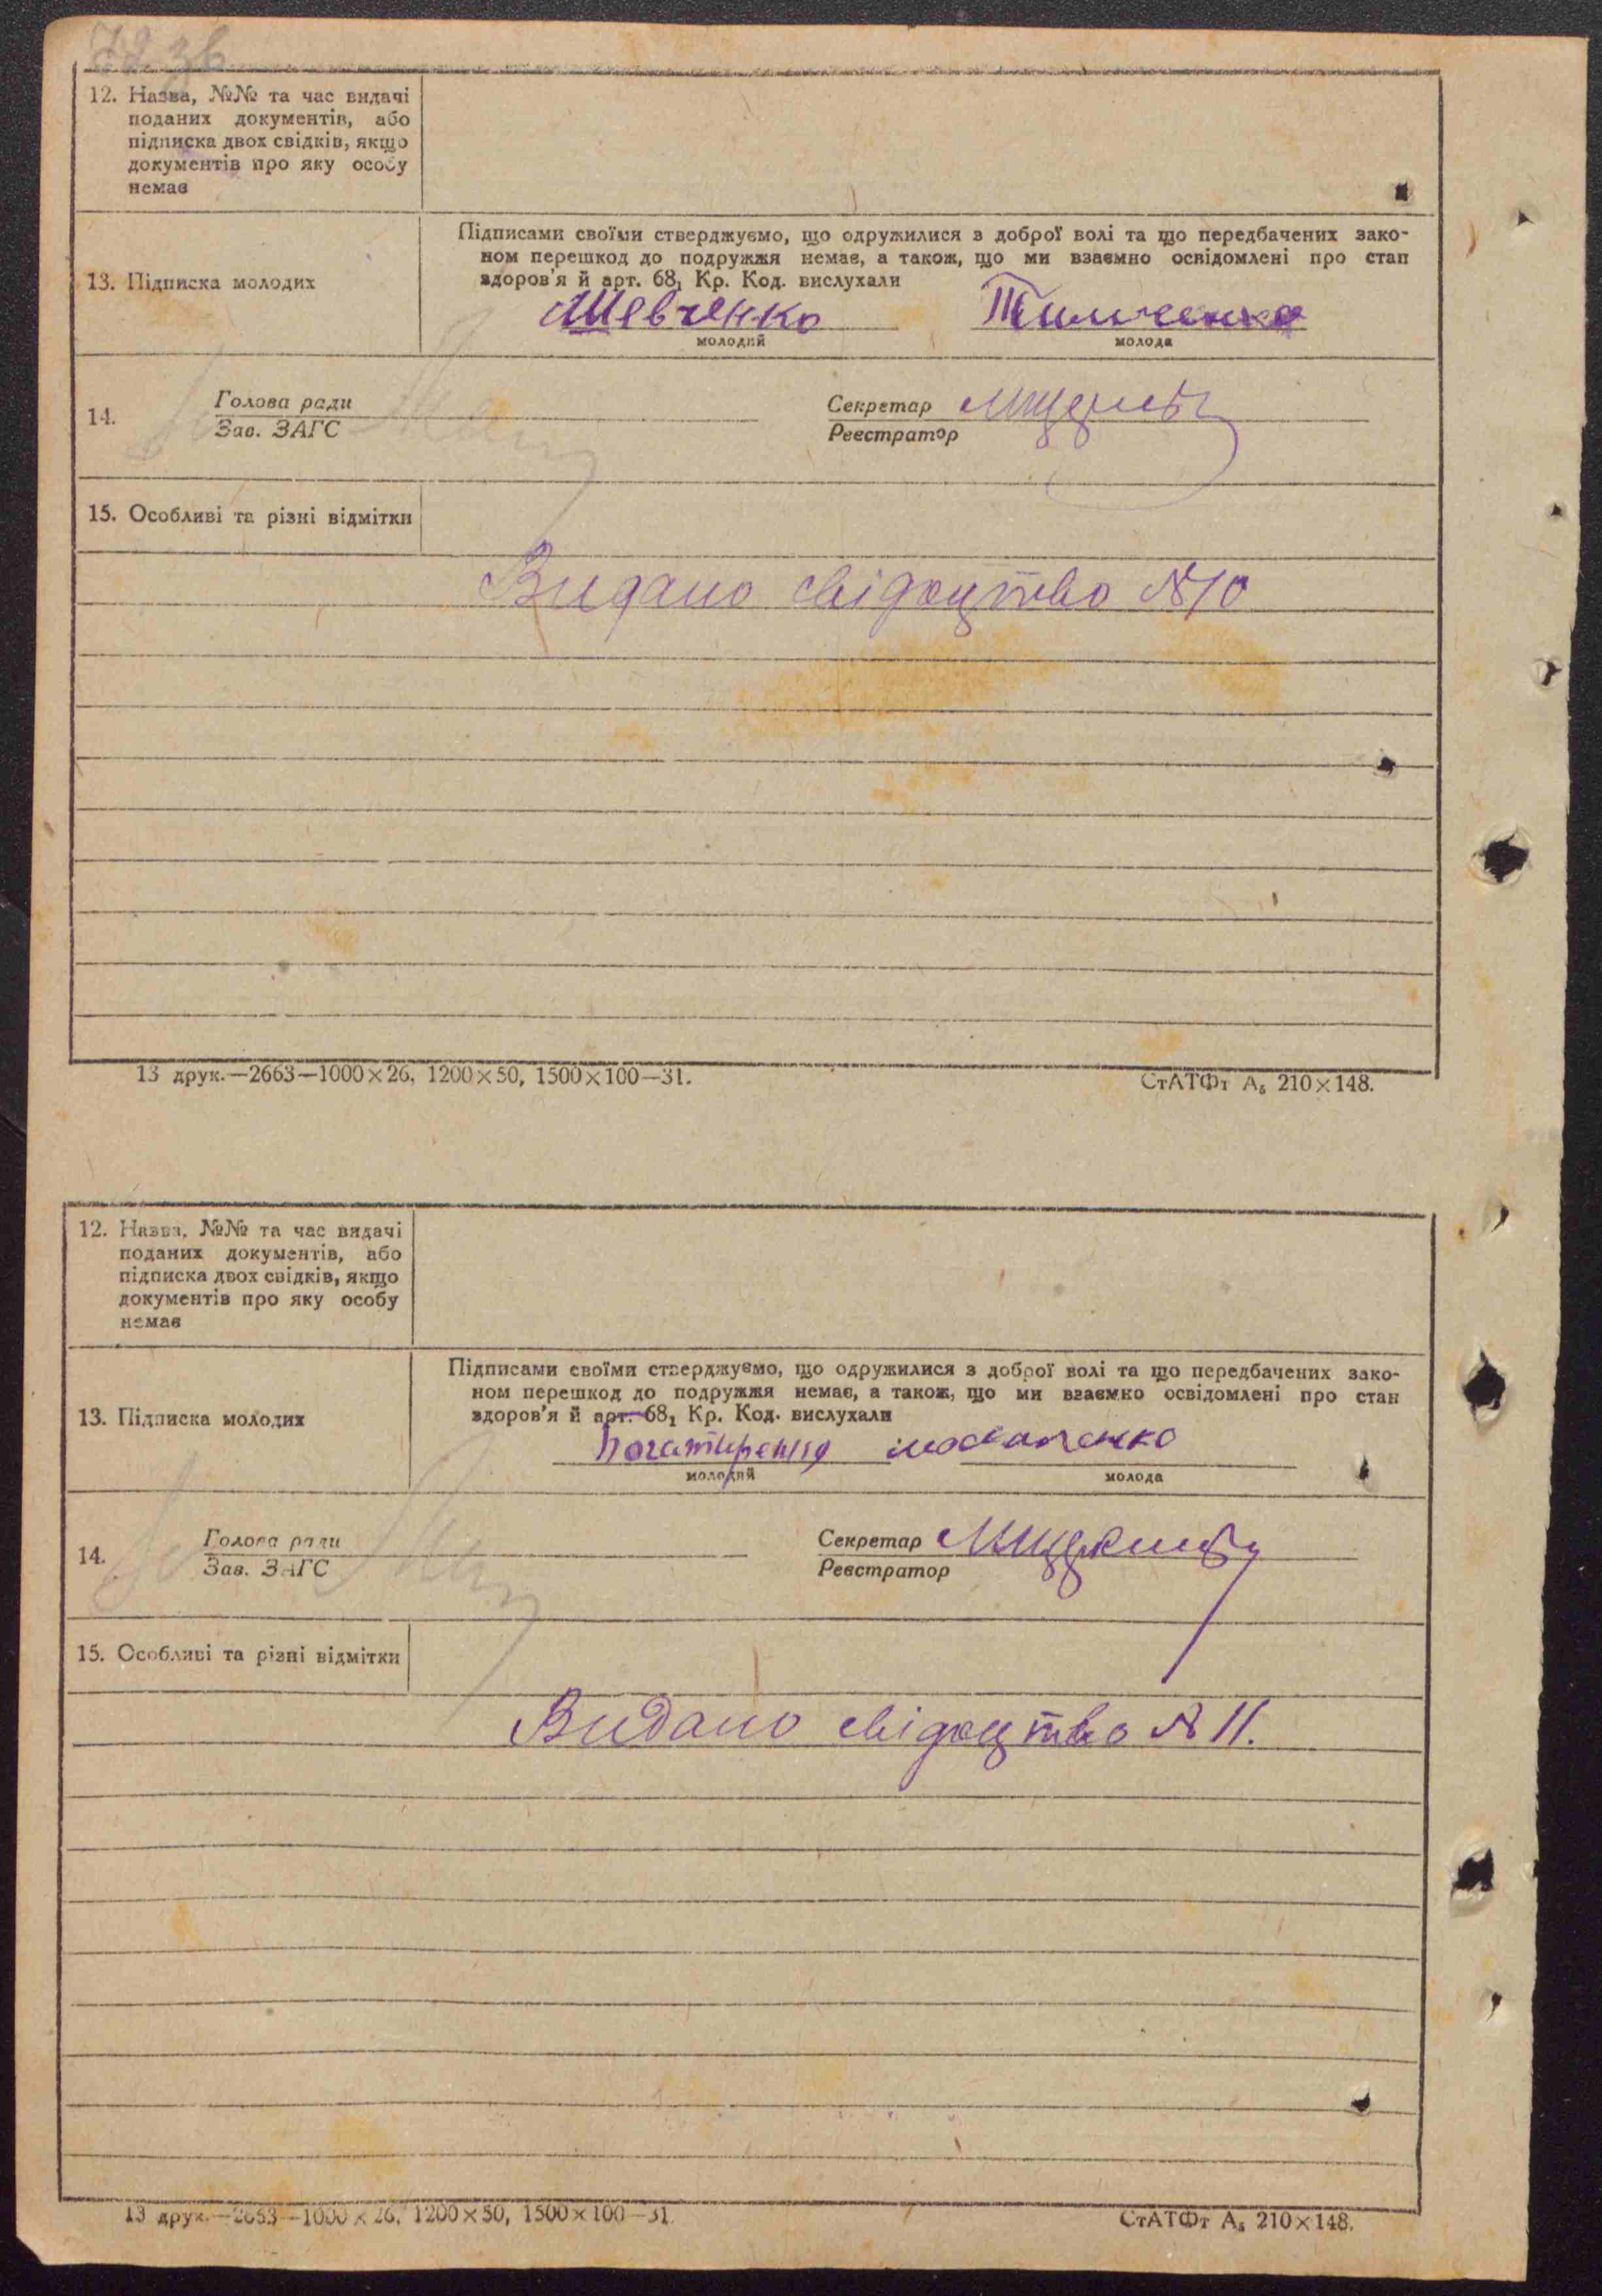 12. Назва, №№ та час видачі
поданих документів, або
підписка двох свідків, якщо
документів про яку особу
немає
13. Підписка молодих
Підписами своїми стверджуємо, що одружилися з доброї волі та що передбачених зако-
ном перешкод до подружжя немає, а також, що ми взаємно освідомлені про стан
здоров'я й арт. 68₁ Кр. Код. вислухали
Шевченко
Тимченко
молодий
молода
14.
Голова ради
Зав. ЗАГС
Секретар
Реєстратор
15. Особливі та різні відмітки
Видано свідоцтво №10
13 друк.—2663—1000×26, 1200×50, 1500×100—31.
СтАТФт А₅ 210×148.
12. Назва, №№ та час видачі
поданих документів, або
підписка двох свідків, якщо
документів про яку особу
немає
13. Підписка молодих
Підписами своїми стверджуємо, що одружилися з доброї волі та що передбачених зако-
ном перешкод до подружжя немає, а також, що ми взаємно освідомлені про стан
здоров'я й арт. 68₁ Кр. Код. вислухали
молодий
молода
14.
Голова ради
Зав. ЗАГС
Секретар
Реєстратор
15. Особливі та різні відмітки
Видано свідоцтво № 11.
13 друк.—2663—1000×26, 1200×50, 1500×100—31.
СтАТФт А₅ 210×148.